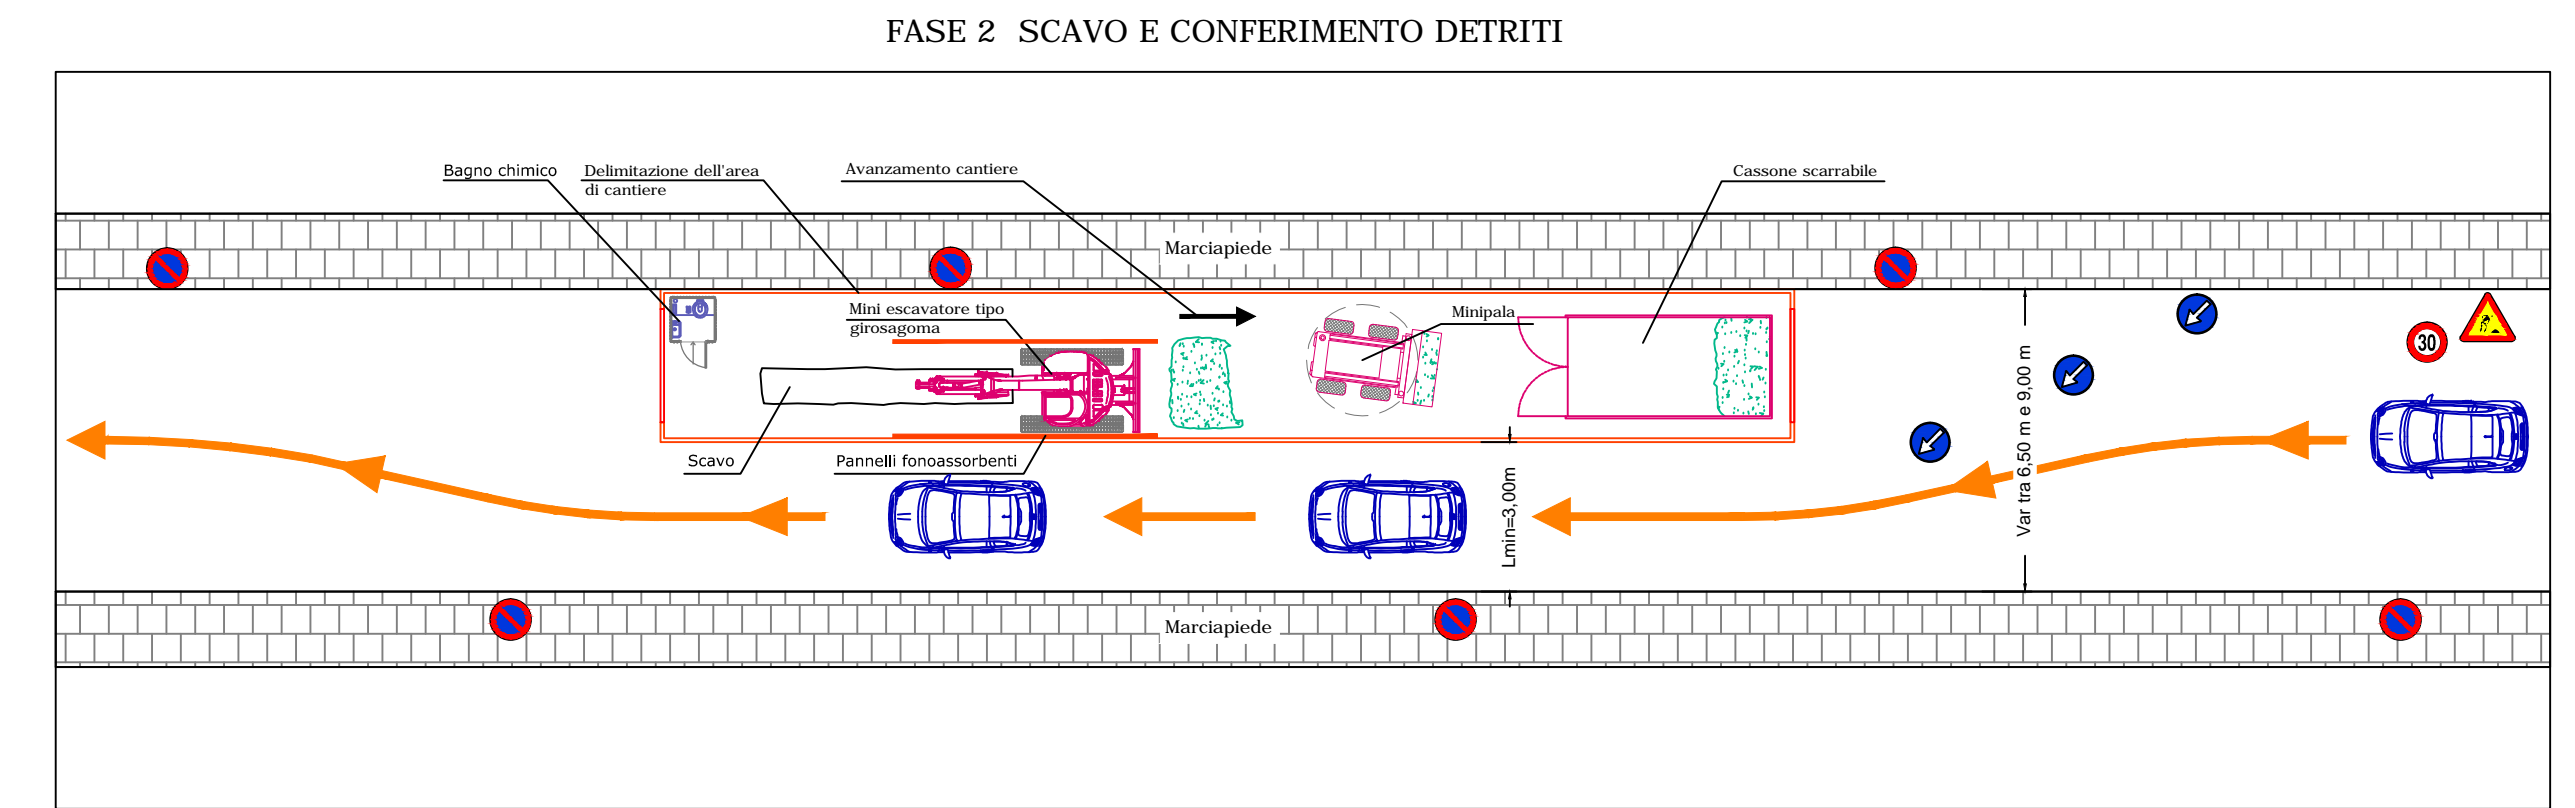 FASE 2  SCAVO E CONFERIMENTO DETRITI
Bagno chimico
Delimitazione dell'area
di cantiere
Avanzamento cantiere
Cassone scarrabile
Marciapiede
Mini escavatore tipo
girosagoma
Minipala
30
Scavo
Pannelli fonoassorbenti
Lmin=3,00m
Var tra 6,50 m e 9,00 m
Marciapiede